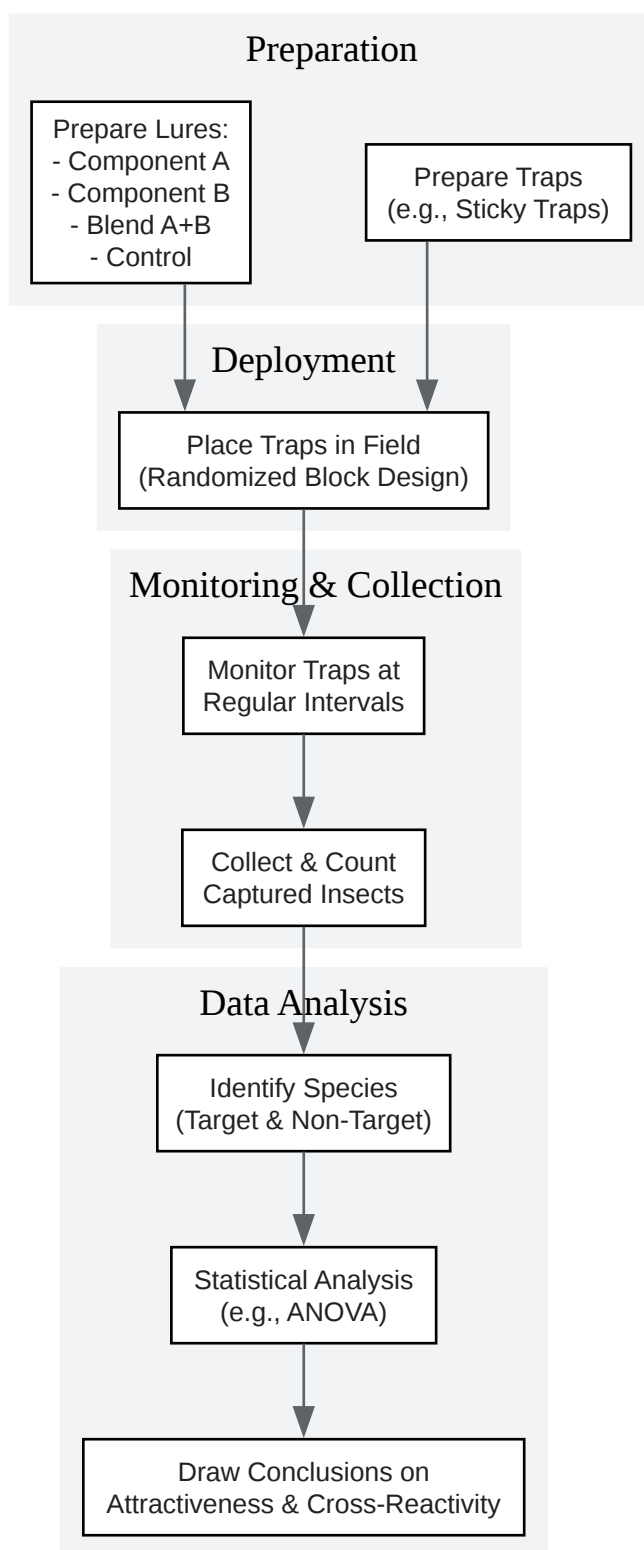 Preparation
Prepare Lures:
- Component A
- Component B
- Blend A+B
- Control
Prepare Traps
(e.g., Sticky Traps)
Deployment
Place Traps in Field
(Randomized Block Design)
Monitoring & Collection
Monitor Traps at
Regular Intervals
Collect & Count
Captured Insects
Data Analysis
Identify Species
(Target & Non-Target)
Statistical Analysis
(e.g., ANOVA)
Draw Conclusions on
Attractiveness & Cross-Reactivity